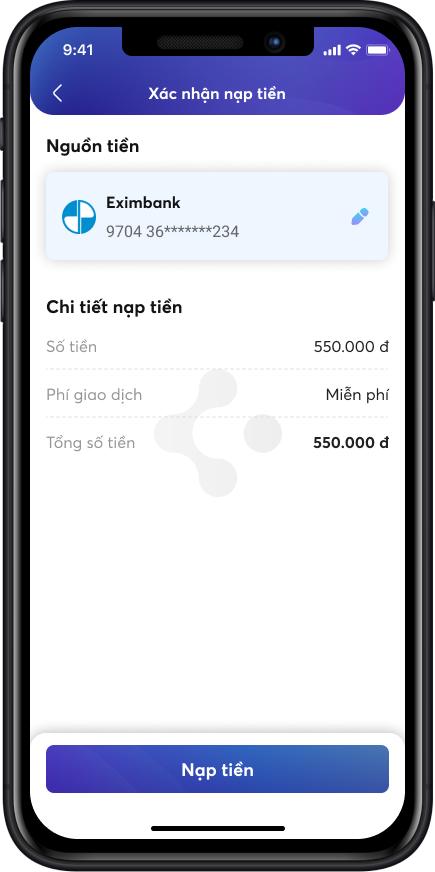 9:41
Xác nhận nạp tiền
Nguồn tiền
Eximbank
9704 36*******234
Chi tiết nạp tiền
Số tiền 550.000 đ
Phí giao dịch Miễn phí
Tổng số tiền 550.000 đ
Nạp tiền